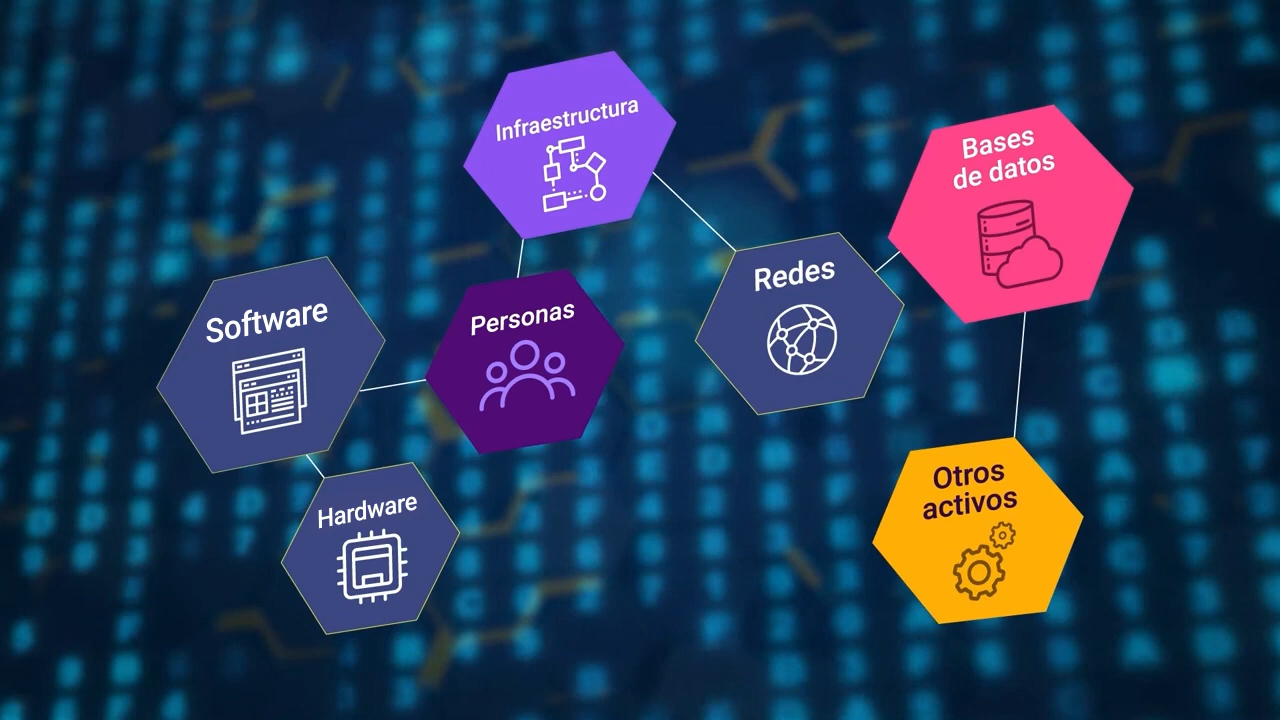 Infraestructura
Bases
de datos
Redes
Software
Personas
Hardware
Otros
activos